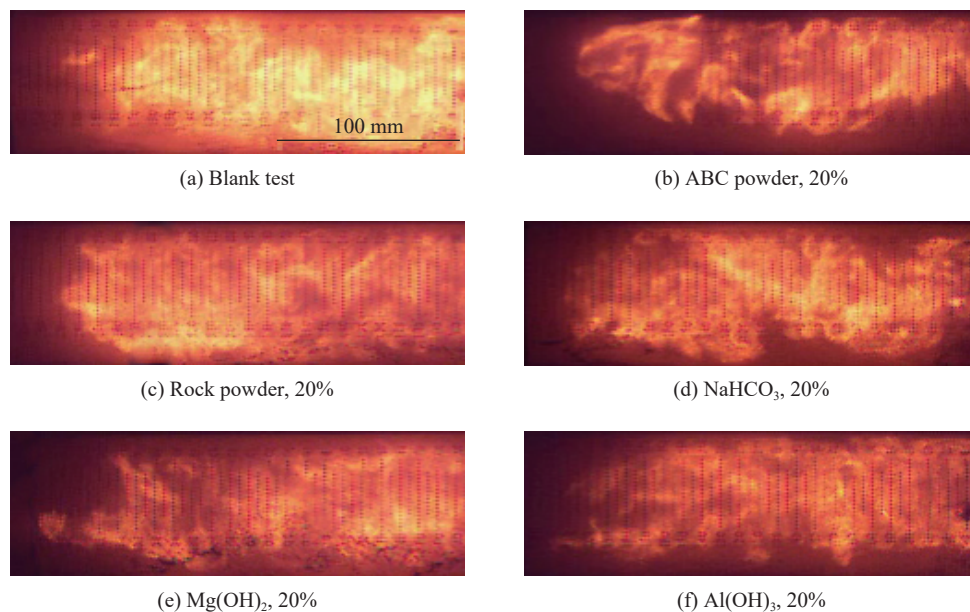 100 mm
(a) Blank test
(b) ABC powder, 20%
(c) Rock powder, 20%
(d) NaHCO₃, 20%
(e) Mg(OH)₂, 20%
(f) Al(OH)₃, 20%